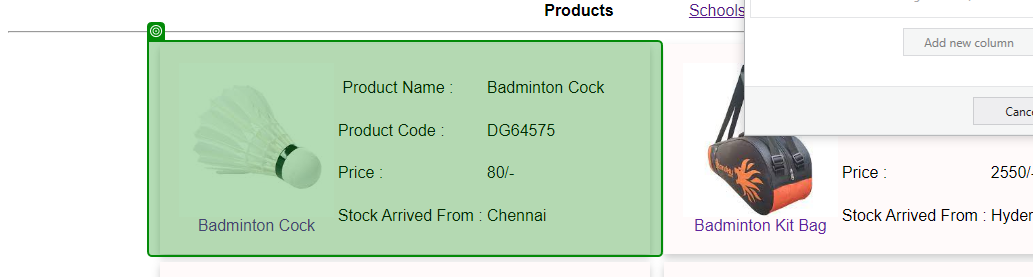 Products Schools
Add new column
Product Name : Badminton Cock
Product Code : DG64575
Price : 80/-
Stock Arrived From : Chennai
Badminton Cock
Price : 2550/-
Stock Arrived From : Hyder
Badminton Kit Bag
Cance